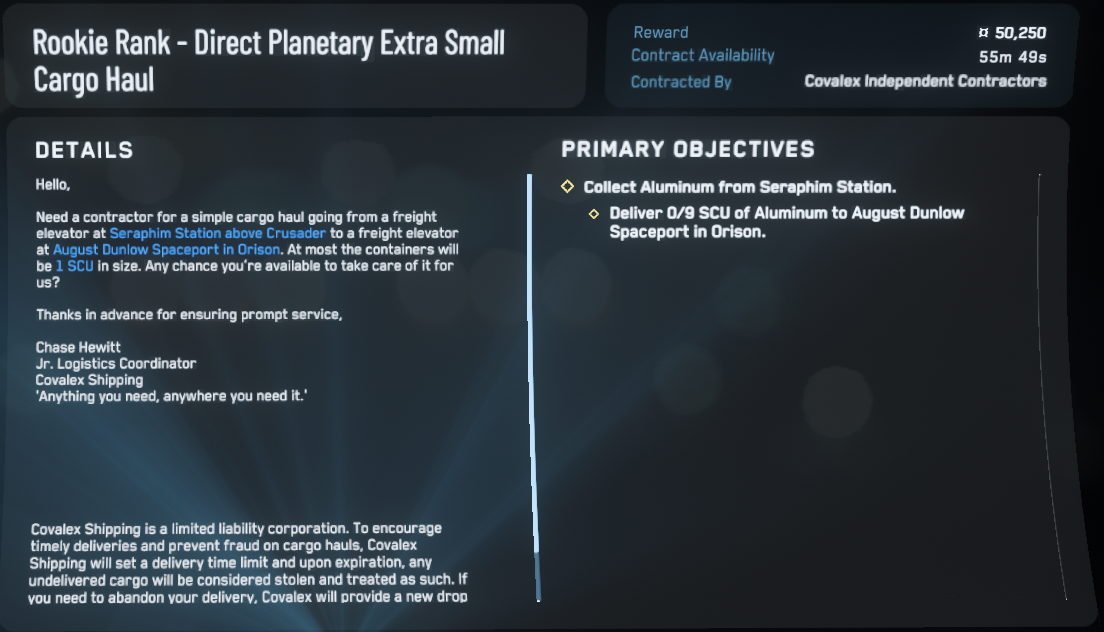 Rookie Rank - Direct Planetary Extra Small
Cargo Haul
Reward ¤ 50,250
Contract Availability 55m 49s
Contracted By Covalex Independent Contractors
DETAILS
Hello,
Need a contractor for a simple cargo haul going from a freight
elevator at Seraphim Station above Crusader to a freight elevator
at August Dunlow Spaceport in Orison. At most the containers will
be 1 SCU in size. Any chance you're available to take care of it for
us?
Thanks in advance for ensuring prompt service,
Chase Hewitt
Jr. Logistics Coordinator
Covalex Shipping
'Anything you need, anywhere you need it.'
Covalex Shipping is a limited liability corporation. To encourage
timely deliveries and prevent fraud on cargo hauls, Covalex
Shipping will set a delivery time limit and upon expiration, any
undelivered cargo will be considered stolen and treated as such. If
you need to abandon your delivery, Covalex will provide a new drop
PRIMARY OBJECTIVES
Collect Aluminum from Seraphim Station.
Deliver 0/9 SCU of Aluminum to August Dunlow
Spaceport in Orison.